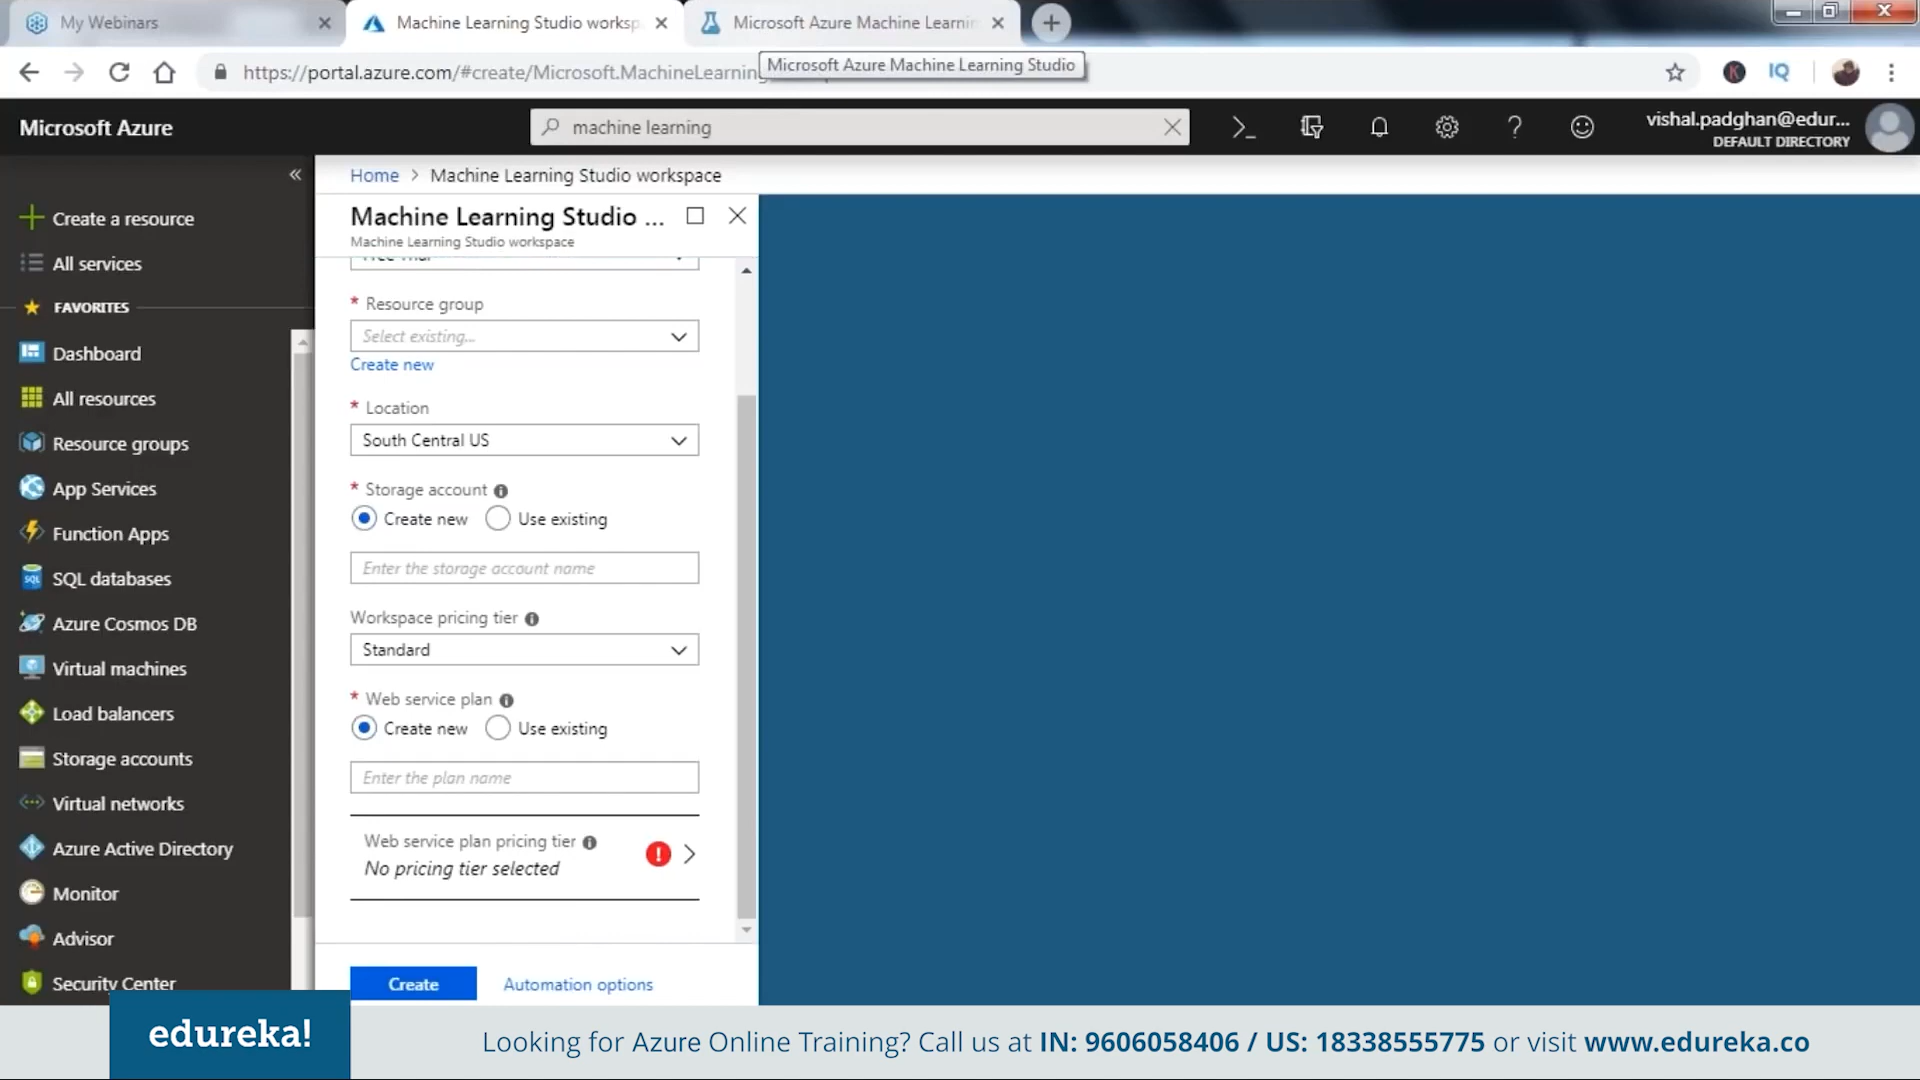 My Webinars
Machine Learning Studio worksp
Microsoft Azure Machine Learnin
https://portal.azure.com/#create/Microsoft.MachineLearning
Microsoft Azure Machine Learning Studio
IQ
Microsoft Azure
machine learning
vishal.padghan@edur...
DEFAULT DIRECTORY
Home > Machine Learning Studio workspace
Create a resource
All services
FAVORITES
Dashboard
All resources
Resource groups
App Services
Function Apps
SQL databases
Azure Cosmos DB
Virtual machines
Load balancers
Storage accounts
Virtual networks
Azure Active Directory
Monitor
Advisor
Security Center
Machine Learning Studio ...
Machine Learning Studio workspace
Free Trial
* Resource group
Select existing...
Create new
* Location
South Central US
* Storage account
Create new Use existing
Enter the storage account name
Workspace pricing tier
Standard
* Web service plan
Create new Use existing
Enter the plan name
Web service plan pricing tier
No pricing tier selected
Create Automation options
edureka!
Looking for Azure Online Training? Call us at IN: 9606058406 / US: 18338555775 or visit www.edureka.co